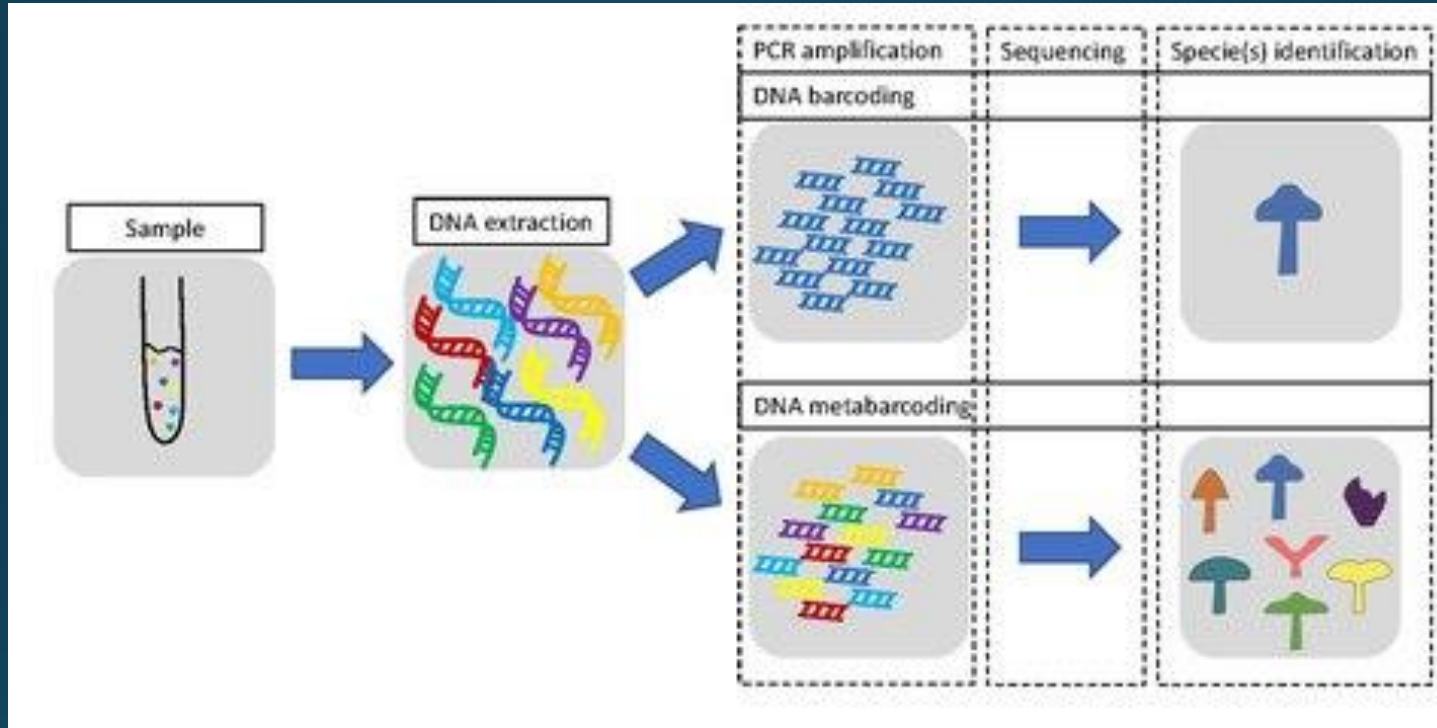 Sample
DNA extraction
PCR amplification
Sequencing
Specie(s) identification
DNA barcoding
DNA metabarcoding